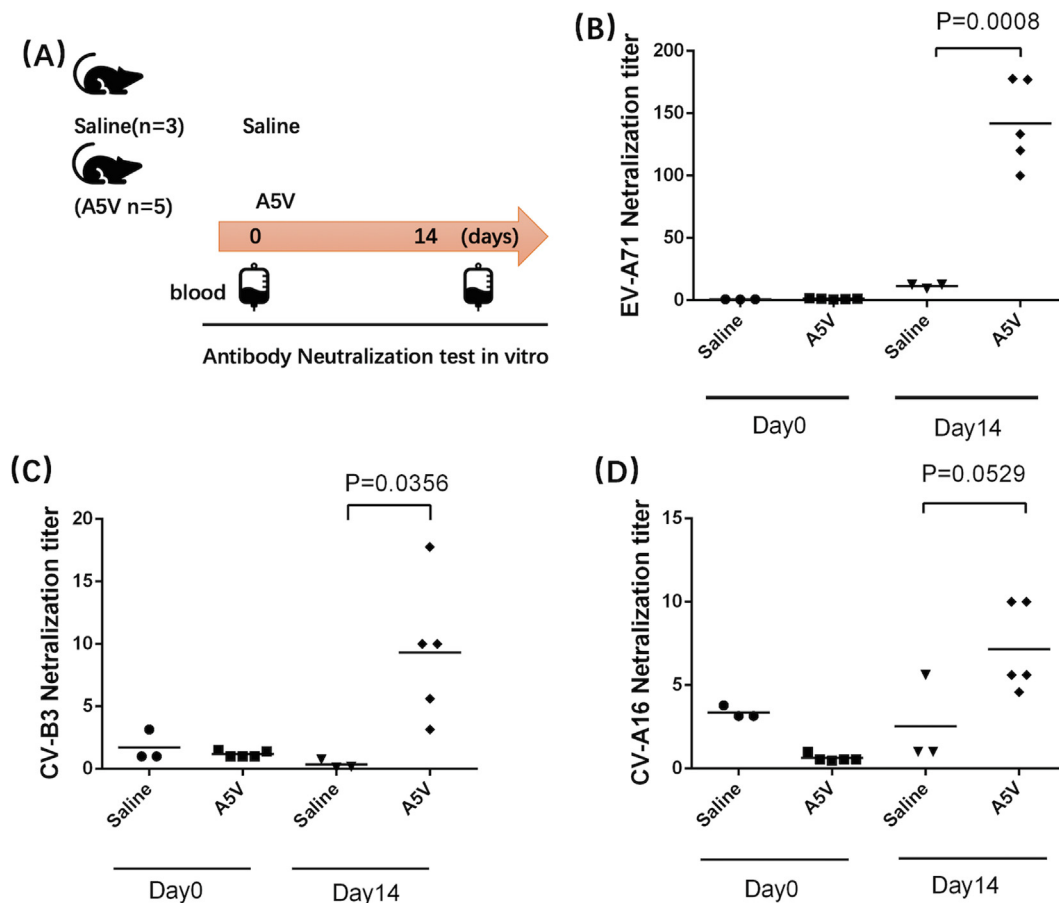 (A)
Saline(n=3) Saline
(A5V n=5)
A5V
0 14 (days)
blood
Antibody Neutralization test in vitro
(B)
P=0.0008
EV-A71 Netralization titer
200
150
100
50
0
Saline A5V Saline A5V
Day0 Day14
(C)
P=0.0356
CV-B3 Netralization titer
20
15
10
5
0
Saline A5V Saline A5V
Day0 Day14
(D)
P=0.0529
CV-A16 Netralization titer
15
10
5
0
Saline A5V Saline A5V
Day0 Day14